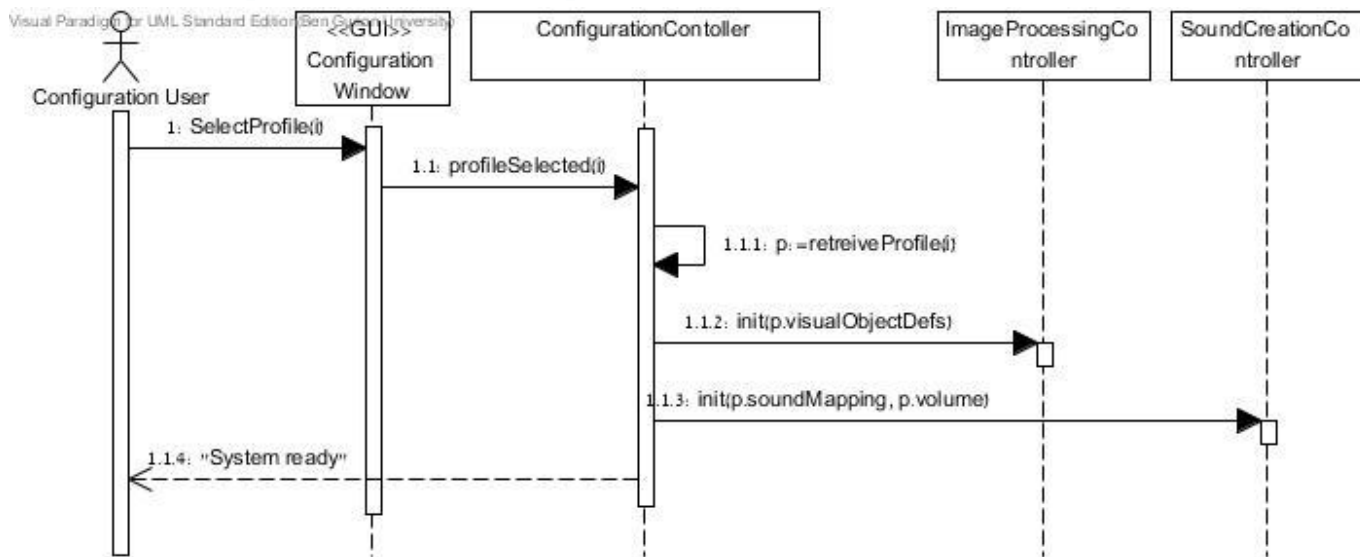 Visual Paradigm for UML Standard Edition(Ben Gurion University)
<<GUI>>
Configuration
Window
ConfigurationContoller
ImageProcessingCo
ntroller
SoundCreationCo
ntroller
Configuration User
1: SelectProfile(i)
1.1: profileSelected(i)
1.1.1: p:=retreiveProfile(i)
1.1.2: init(p.visualObjectDefs)
1.1.3: init(p.soundMapping, p.volume)
1.1.4: "System ready"